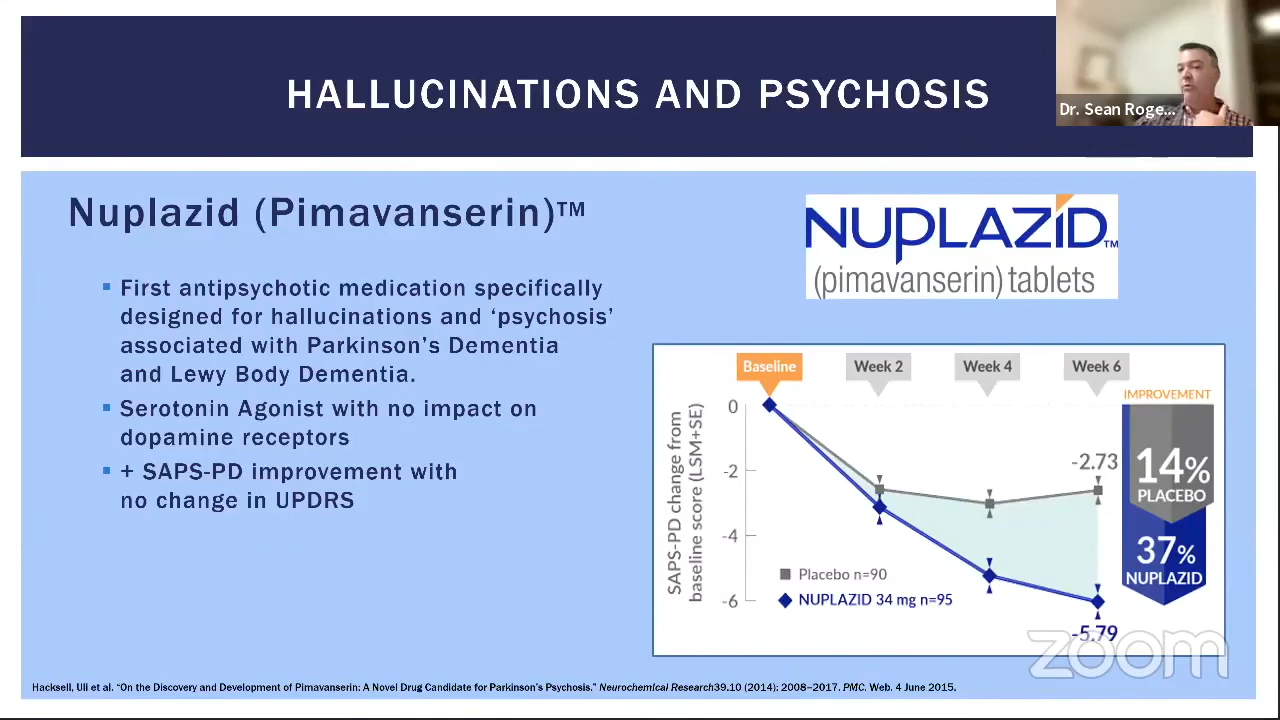 HALLUCINATIONS AND PSYCHOSIS
Dr. Sean Roge...
Nuplazid (Pimavanserin)™
NUPLAZID™
(pimavanserin) tablets
▪ First antipsychotic medication specifically
designed for hallucinations and ‘psychosis’
associated with Parkinson’s Dementia
and Lewy Body Dementia.
▪ Serotonin Agonist with no impact on
dopamine receptors
▪ + SAPS-PD improvement with
no change in UPDRS
Baseline
Week 2
Week 4
Week 6
IMPROVEMENT
SAPS-PD change from
baseline score (LSM+SE)
0
-2
-4
-6
-2.73
14%
PLACEBO
37%
NUPLAZID
Placebo n=90
NUPLAZID 34 mg n=95
-5.79
zoom
Hacksell, Uli et al. “On the Discovery and Development of Pimavanserin: A Novel Drug Candidate for Parkinson’s Psychosis.” Neurochemical Research39.10 (2014): 2008–2017. PMC. Web. 4 June 2015.